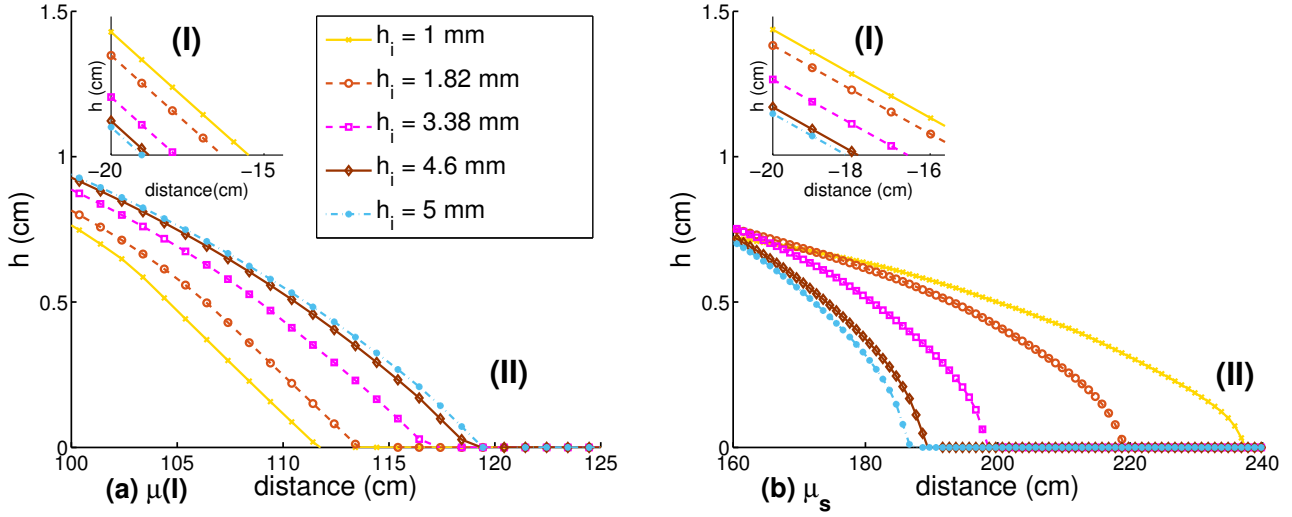 1.5
1
0.5
0
h (cm)
100
105
110
115
120
125
(a) μ(I)
distance (cm)
(I)
h (cm)
−20
−15
distance(cm)
h_i = 1 mm
h_i = 1.82 mm
h_i = 3.38 mm
h_i = 4.6 mm
h_i = 5 mm
(II)
1.5
1
0.5
0
h (cm)
160
180
200
220
240
(b) μ_s
distance (cm)
(I)
h (cm)
−20
−18
−16
distance (cm)
(II)